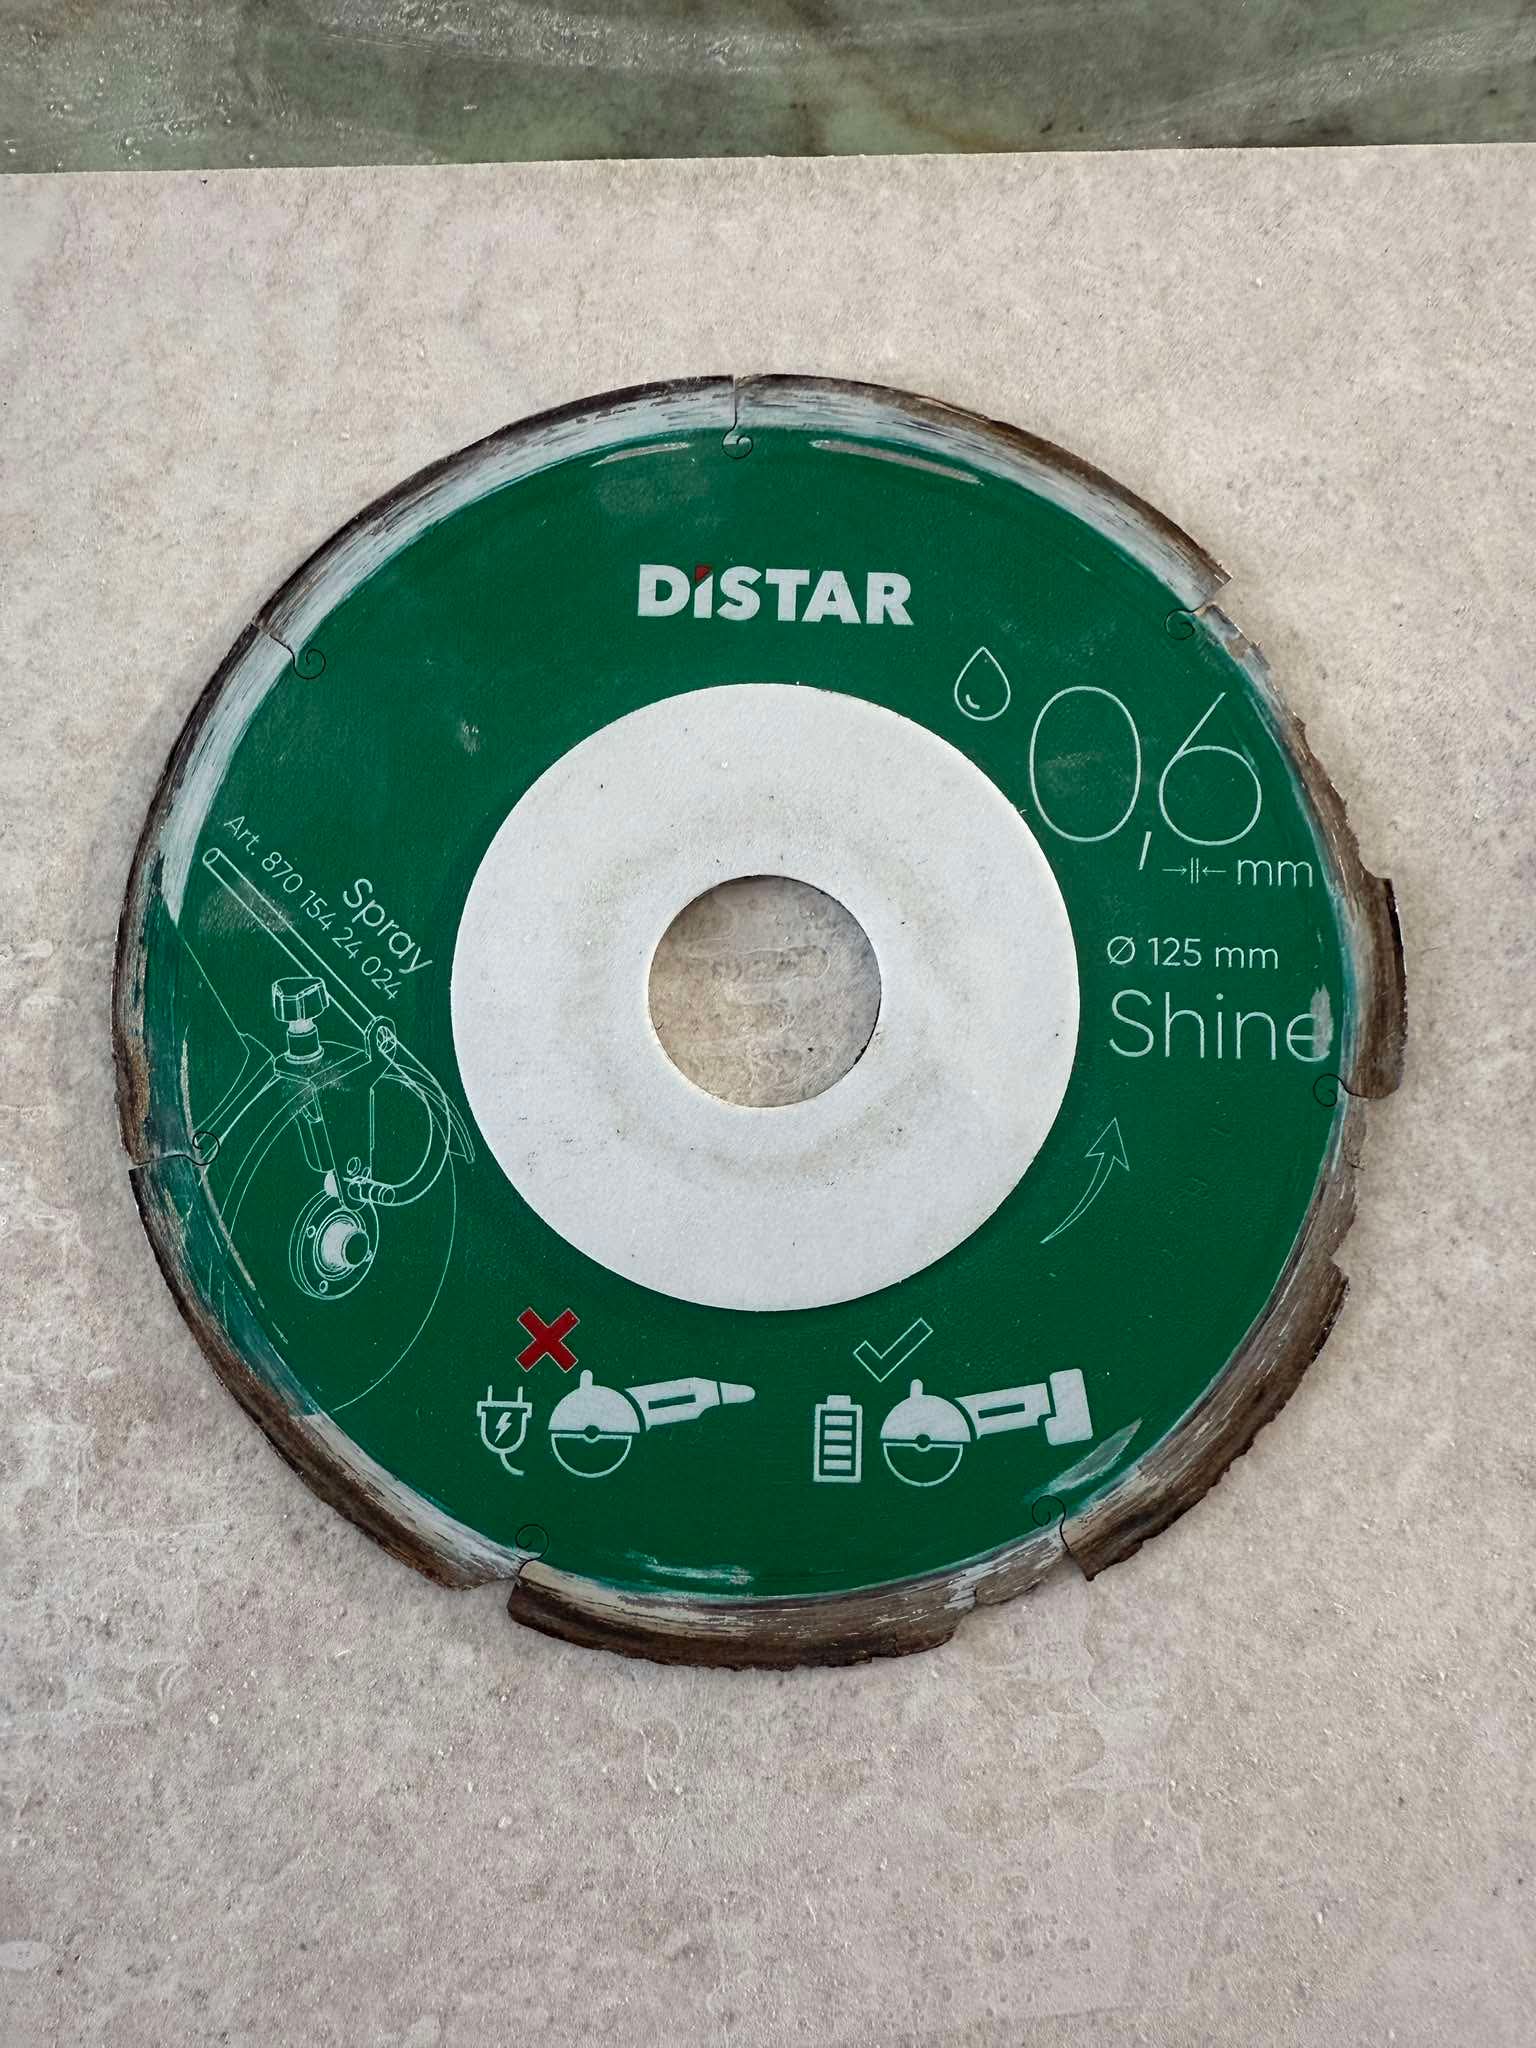 DiSTAR
0,6
mm
Ø 125 mm
Shine
Spray
Art. 870 154 24 024